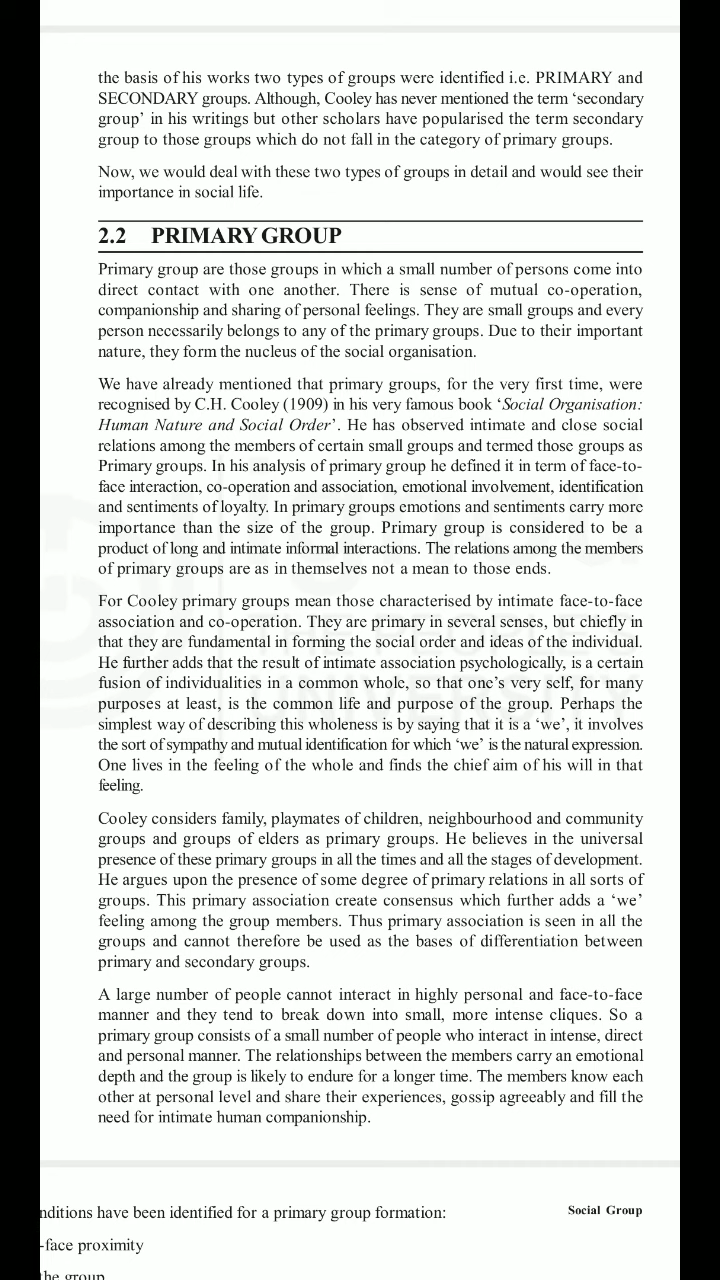 the basis of his works two types of groups were identified i.e. PRIMARY and
SECONDARY groups. Although, Cooley has never mentioned the term ‘secondary
group’ in his writings but other scholars have popularised the term secondary
group to those groups which do not fall in the category of primary groups.
Now, we would deal with these two types of groups in detail and would see their
importance in social life.
2.2 PRIMARY GROUP
Primary group are those groups in which a small number of persons come into
direct contact with one another. There is sense of mutual co-operation,
companionship and sharing of personal feelings. They are small groups and every
person necessarily belongs to any of the primary groups. Due to their important
nature, they form the nucleus of the social organisation.
We have already mentioned that primary groups, for the very first time, were
recognised by C.H. Cooley (1909) in his very famous book ‘Social Organisation:
Human Nature and Social Order’. He has observed intimate and close social
relations among the members of certain small groups and termed those groups as
Primary groups. In his analysis of primary group he defined it in term of face-to-
face interaction, co-operation and association, emotional involvement, identification
and sentiments of loyalty. In primary groups emotions and sentiments carry more
importance than the size of the group. Primary group is considered to be a
product of long and intimate informal interactions. The relations among the members
of primary groups are as in themselves not a mean to those ends.
For Cooley primary groups mean those characterised by intimate face-to-face
association and co-operation. They are primary in several senses, but chiefly in
that they are fundamental in forming the social order and ideas of the individual.
He further adds that the result of intimate association psychologically, is a certain
fusion of individualities in a common whole, so that one’s very self, for many
purposes at least, is the common life and purpose of the group. Perhaps the
simplest way of describing this wholeness is by saying that it is a ‘we’, it involves
the sort of sympathy and mutual identification for which ‘we’ is the natural expression.
One lives in the feeling of the whole and finds the chief aim of his will in that
feeling.
Cooley considers family, playmates of children, neighbourhood and community
groups and groups of elders as primary groups. He believes in the universal
presence of these primary groups in all the times and all the stages of development.
He argues upon the presence of some degree of primary relations in all sorts of
groups. This primary association create consensus which further adds a ‘we’
feeling among the group members. Thus primary association is seen in all the
groups and cannot therefore be used as the bases of differentiation between
primary and secondary groups.
A large number of people cannot interact in highly personal and face-to-face
manner and they tend to break down into small, more intense cliques. So a
primary group consists of a small number of people who interact in intense, direct
and personal manner. The relationships between the members carry an emotional
depth and the group is likely to endure for a longer time. The members know each
other at personal level and share their experiences, gossip agreeably and fill the
need for intimate human companionship.
Social Group
nditions have been identified for a primary group formation:
-face proximity
the group